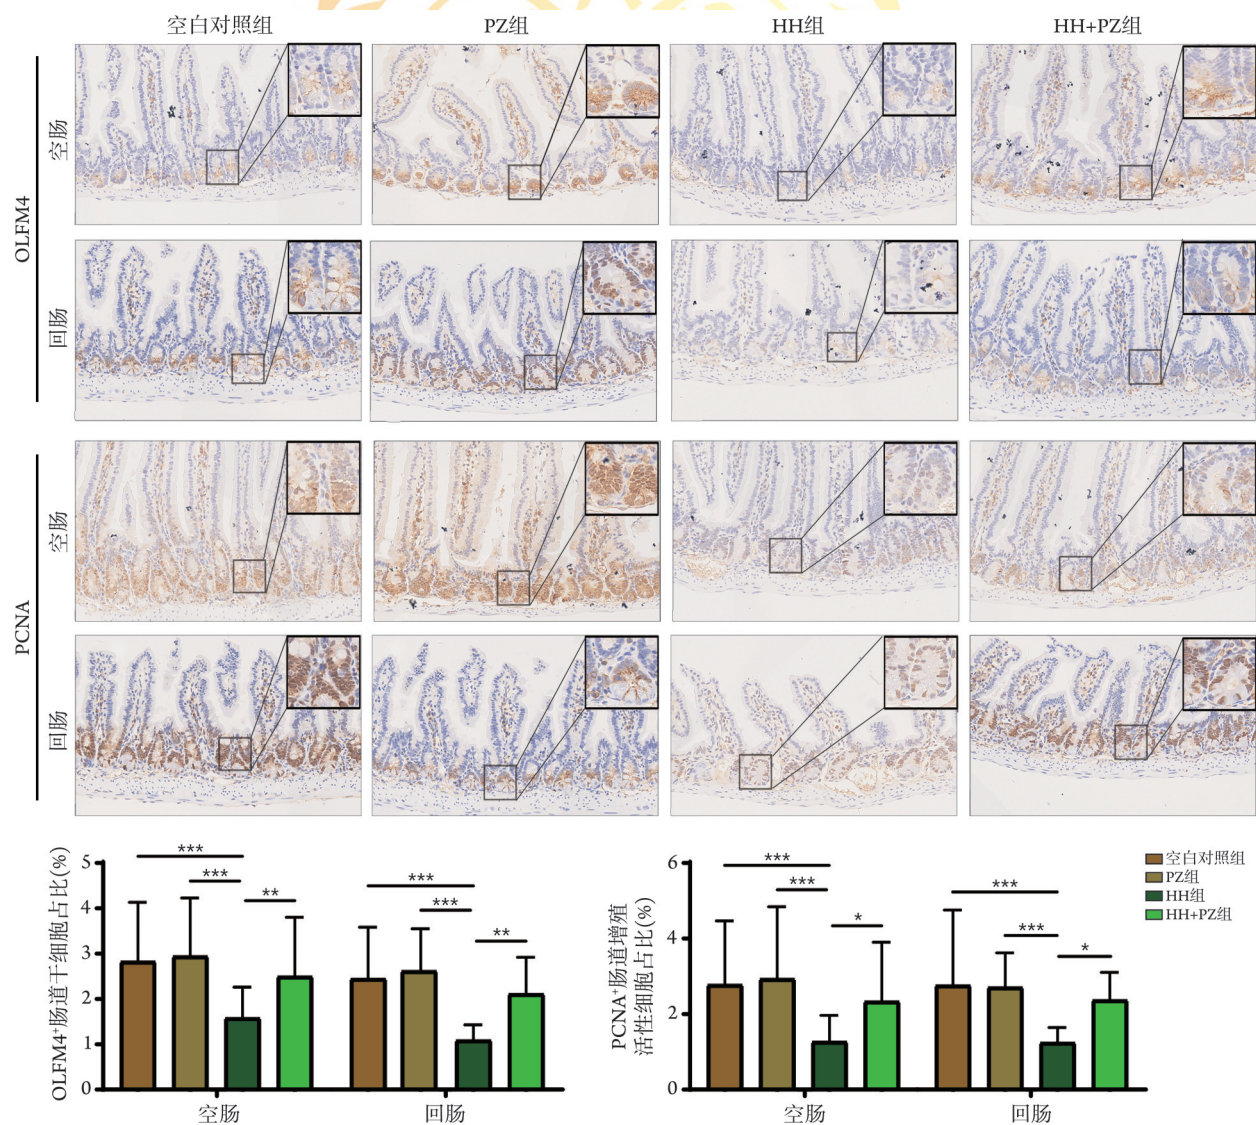 空白对照组
PZ组
HH组
HH+PZ组
OLFM4
空肠
回肠
PCNA
空肠
回肠
OLFM4⁺肠道干细胞占比(%)
5
4
3
2
1
0
***
***
**
***
***
**
空肠
回肠
PCNA⁺肠道增殖
活性细胞占比(%)
6
4
2
0
***
***
*
***
***
*
空肠
回肠
空白对照组
PZ组
HH组
HH+PZ组